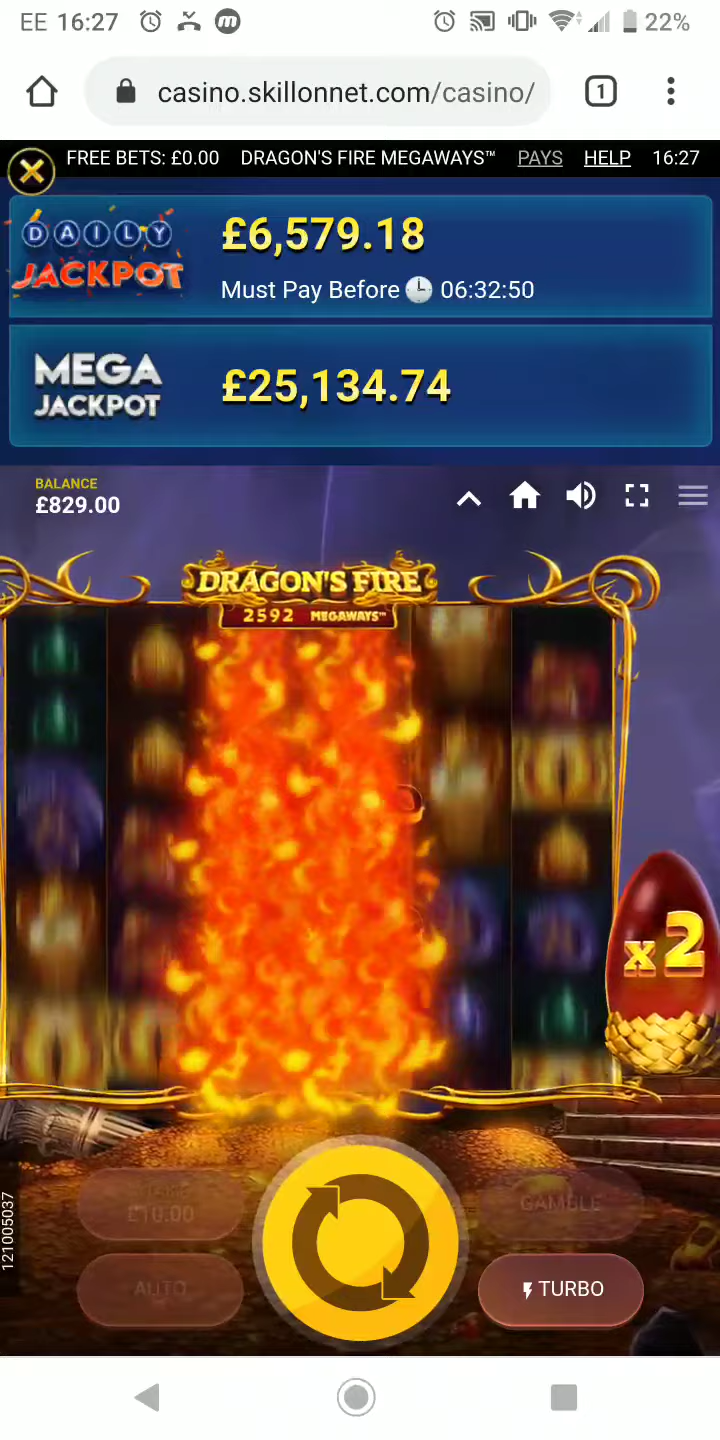 EE 16:27 22%
casino.skillonnet.com/casino/ 1
FREE BETS: £0.00 DRAGON'S FIRE MEGAWAYS™ PAYS HELP 16:27
DAILY JACKPOT
£6,579.18
Must Pay Before 06:32:50
MEGA JACKPOT
£25,134.74
BALANCE
£829.00
DRAGON'S FIRE
2592 MEGAWAYS™
x2
£10.00
GAMBLE
AUTO
TURBO
121005037